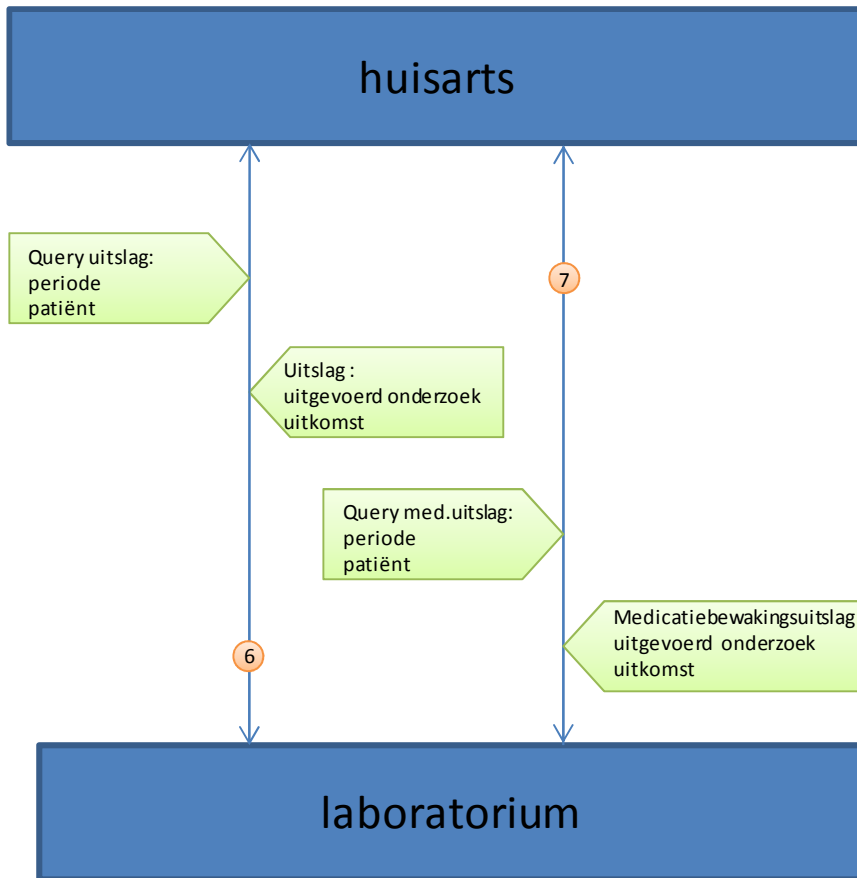 huisarts
Query uitslag:
periode
patiënt
7
Uitslag :
uitgevoerd onderzoek
uitkomst
Query med.uitslag:
periode
patiënt
Medicatiebewakingsuitslag
uitgevoerd onderzoek
uitkomst
6
laboratorium